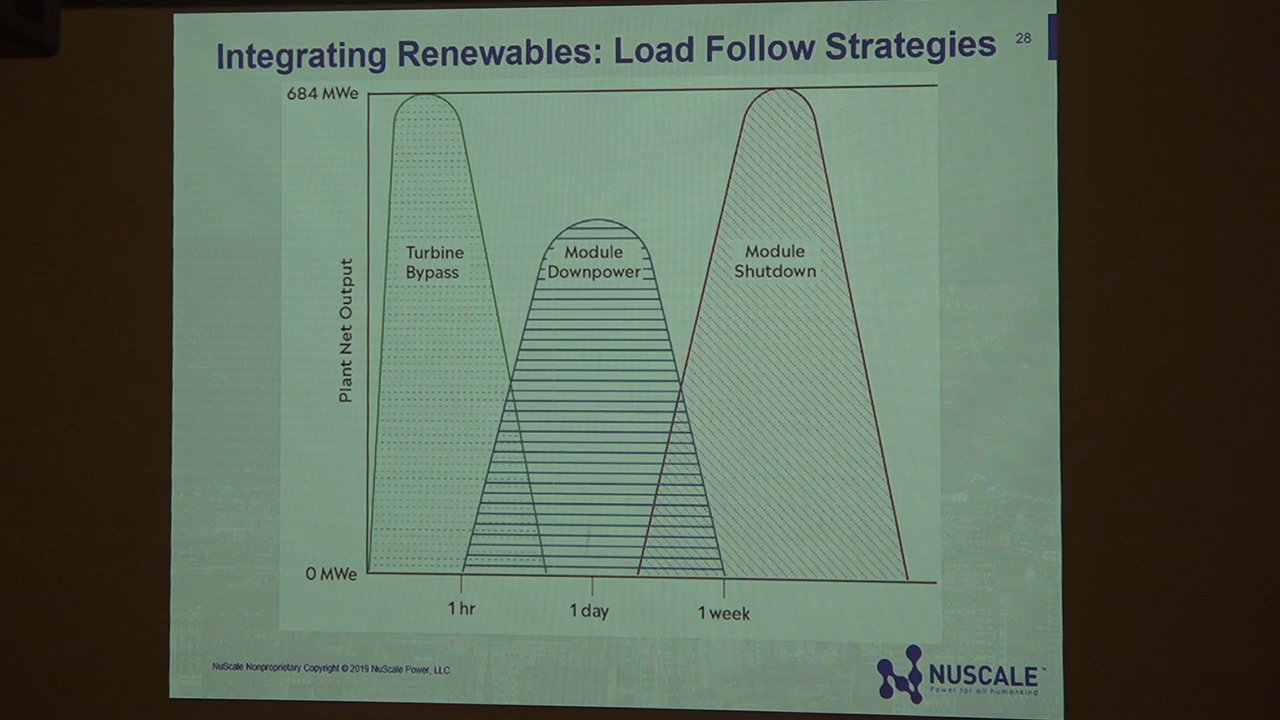 Integrating Renewables: Load Follow Strategies
28
684 MWe
Turbine
Bypass
Module
Downpower
Module
Shutdown
Plant Net Output
0 MWe
1 hr
1 day
1 week
NuScale Nonproprietary Copyright © 2019 NuScale Power, LLC
NUSCALE™
Power for all humankind